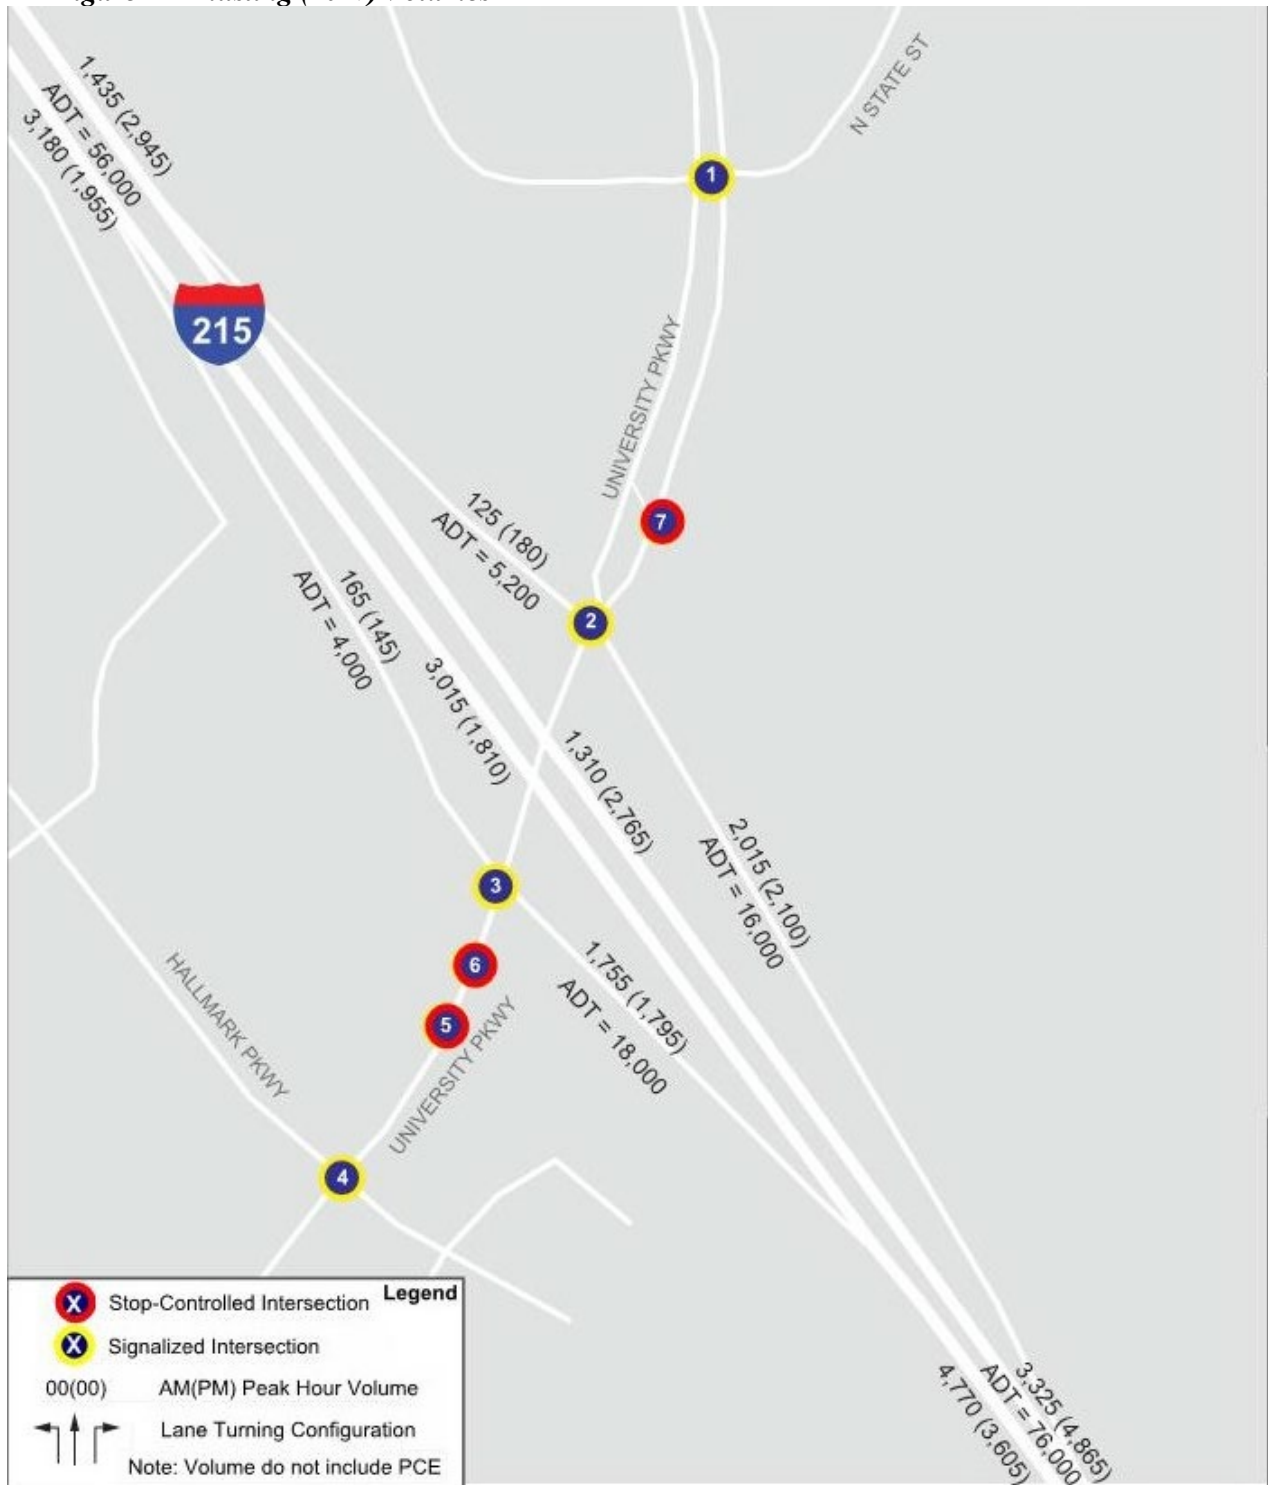 1,435 (2,945)
ADT = 56,000
3,180 (1,955)
N STATE ST
1
215
UNIVERSITY PKWY
7
125 (180)
ADT = 5,200
2
165 (145)
ADT = 4,000
3,015 (1,810)
1,310 (2,765)
2,015 (2,100)
ADT = 16,000
3
6
5
1,755 (1,795)
ADT = 18,000
HALLMARK PKWY
UNIVERSITY PKWY
4
Legend
X Stop-Controlled Intersection
X Signalized Intersection
00(00) AM(PM) Peak Hour Volume
Lane Turning Configuration
Note: Volume do not include PCE
3,325 (4,865)
ADT = 76,000
4,770 (3,605)